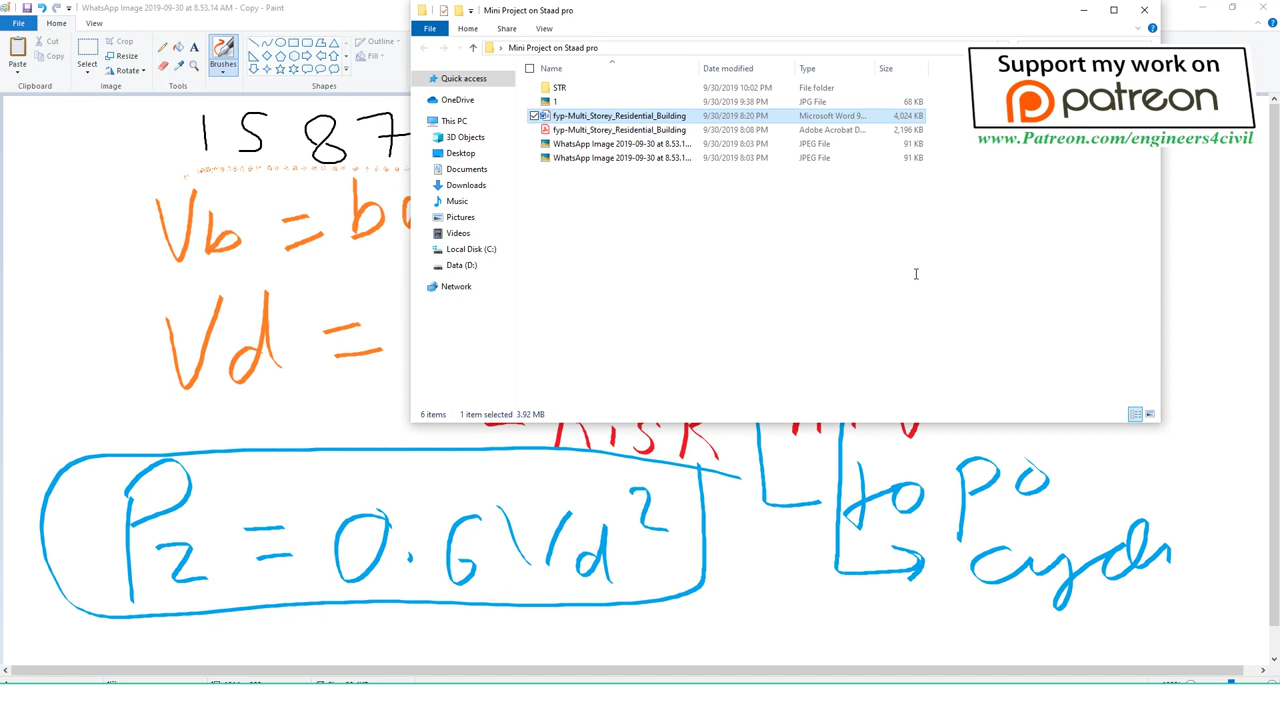 WhatsApp Image 2019-09-30 at 8.53.14 AM - Copy - Paint
File
Home
View
Paste
Cut
Copy
Clipboard
Select
Crop
Resize
Rotate
Image
Tools
Brushes
Shapes
Outline
Fill
Mini Project on Staad pro
File
Home
Share
View
Mini Project on Staad pro
Quick access
OneDrive
This PC
3D Objects
Desktop
Documents
Downloads
Music
Pictures
Videos
Local Disk (C:)
Data (D:)
Network
Name Date modified Type Size
STR 9/30/2019 10:02 PM File folder
1 9/30/2019 9:38 PM JPG File 68 KB
fyp-Multi_Storey_Residential_Building 9/30/2019 8:20 PM Microsoft Word 9... 4,024 KB
fyp-Multi_Storey_Residential_Building 9/30/2019 8:08 PM Adobe Acrobat D... 2,196 KB
WhatsApp Image 2019-09-30 at 8.53.1... 9/30/2019 8:03 PM JPEG File 91 KB
WhatsApp Image 2019-09-30 at 8.53.1... 9/30/2019 8:03 PM JPEG File 91 KB
6 items 1 item selected 3.92 MB
Support my work on
patreon
www.Patreon.com/engineers4civil
1587
Vb = ba
Vd =
Risk
to po
Pz = 0.6 Vd²